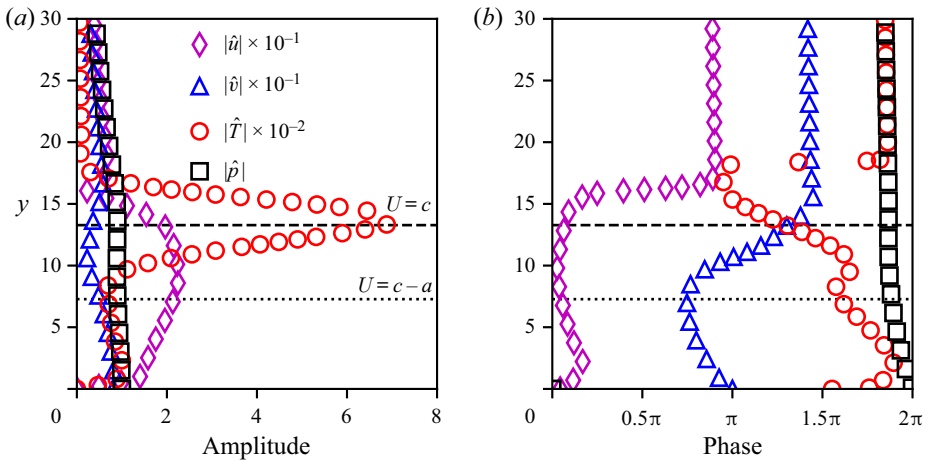 (a)
30
25
20
15
10
5
y
0
2
4
6
8
Amplitude
|û| × 10⁻¹
|v̂| × 10⁻¹
|T̂| × 10⁻²
|p̂|
U = c
U = c – a
(b)
30
25
20
15
10
5
0
0.5π
π
1.5π
2π
Phase